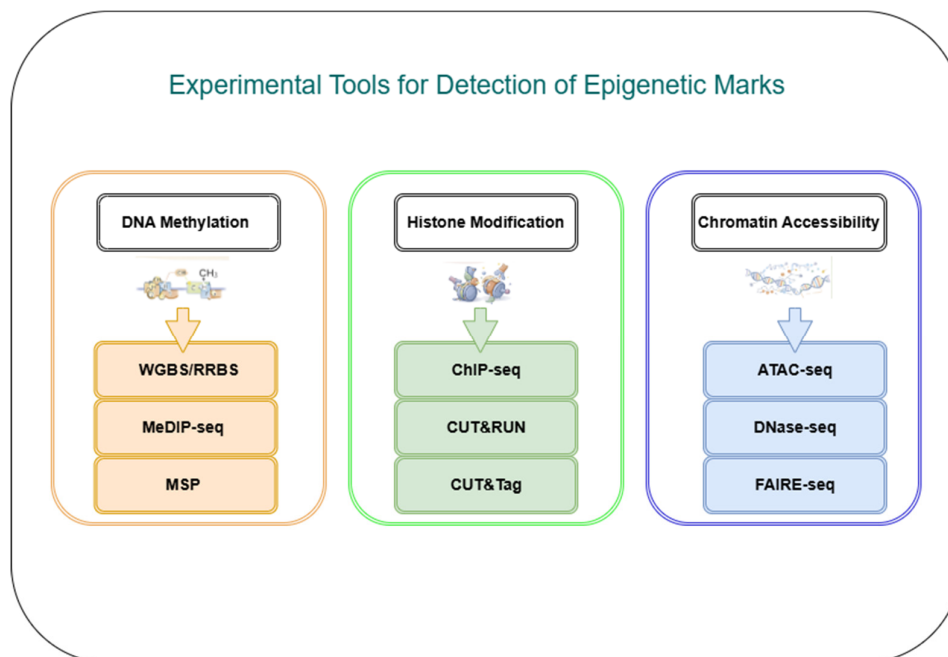 Experimental Tools for Detection of Epigenetic Marks
DNA Methylation
CH₃
WGBS/RRBS
MeDIP-seq
MSP
Histone Modification
ChIP-seq
CUT&RUN
CUT&Tag
Chromatin Accessibility
ATAC-seq
DNase-seq
FAIRE-seq